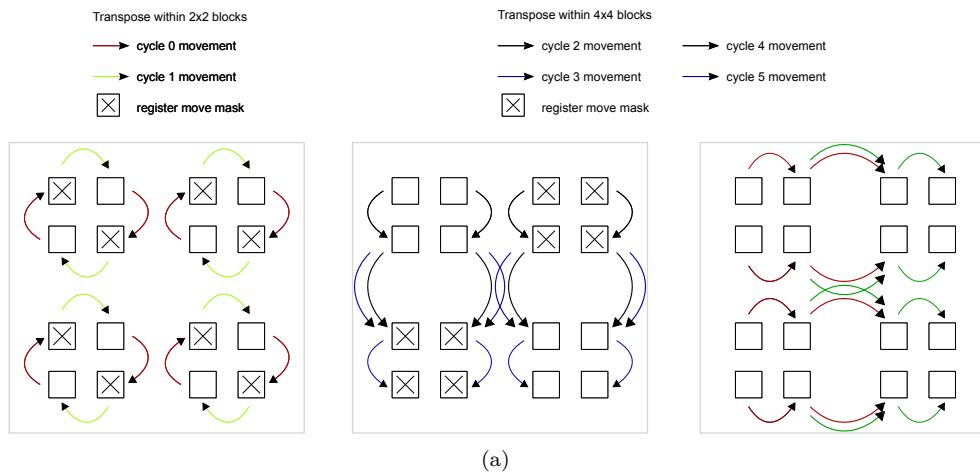 Transpose within 2x2 blocks
cycle 0 movement
cycle 1 movement
register move mask
Transpose within 4x4 blocks
cycle 2 movement
cycle 4 movement
cycle 3 movement
cycle 5 movement
register move mask
(a)